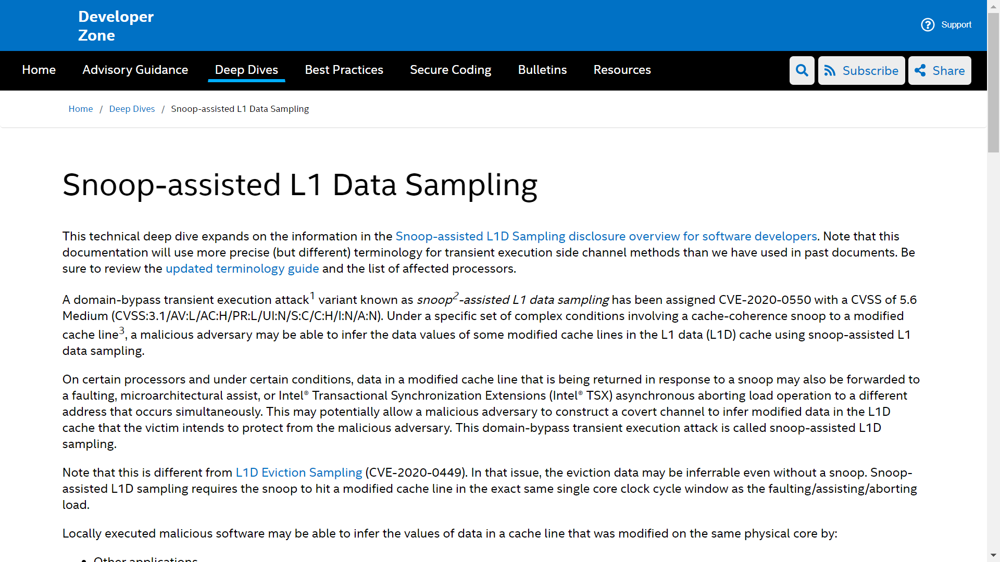 Developer
Zone
Support
Home Advisory Guidance Deep Dives Best Practices Secure Coding Bulletins Resources Subscribe Share
Home / Deep Dives / Snoop-assisted L1 Data Sampling
Snoop-assisted L1 Data Sampling
This technical deep dive expands on the information in the Snoop-assisted L1D Sampling disclosure overview for software developers. Note that this
documentation will use more precise (but different) terminology for transient execution side channel methods than we have used in past documents. Be
sure to review the updated terminology guide and the list of affected processors.
A domain-bypass transient execution attack1 variant known as snoop2-assisted L1 data sampling has been assigned CVE-2020-0550 with a CVSS of 5.6
Medium (CVSS:3.1/AV:L/AC:H/PR:L/UI:N/S:C/C:H/I:N/A:N). Under a specific set of complex conditions involving a cache-coherence snoop to a modified
cache line3, a malicious adversary may be able to infer the data values of some modified cache lines in the L1 data (L1D) cache using snoop-assisted L1
data sampling.
On certain processors and under certain conditions, data in a modified cache line that is being returned in response to a snoop may also be forwarded to
a faulting, microarchitectural assist, or Intel® Transactional Synchronization Extensions (Intel® TSX) asynchronous aborting load operation to a different
address that occurs simultaneously. This may potentially allow a malicious adversary to construct a covert channel to infer modified data in the L1D
cache that the victim intends to protect from the malicious adversary. This domain-bypass transient execution attack is called snoop-assisted L1D
sampling.
Note that this is different from L1D Eviction Sampling (CVE-2020-0449). In that issue, the eviction data may be inferrable even without a snoop. Snoop-
assisted L1D sampling requires the snoop to hit a modified cache line in the exact same single core clock cycle window as the faulting/assisting/aborting
load.
Locally executed malicious software may be able to infer the values of data in a cache line that was modified on the same physical core by:
• Other applications